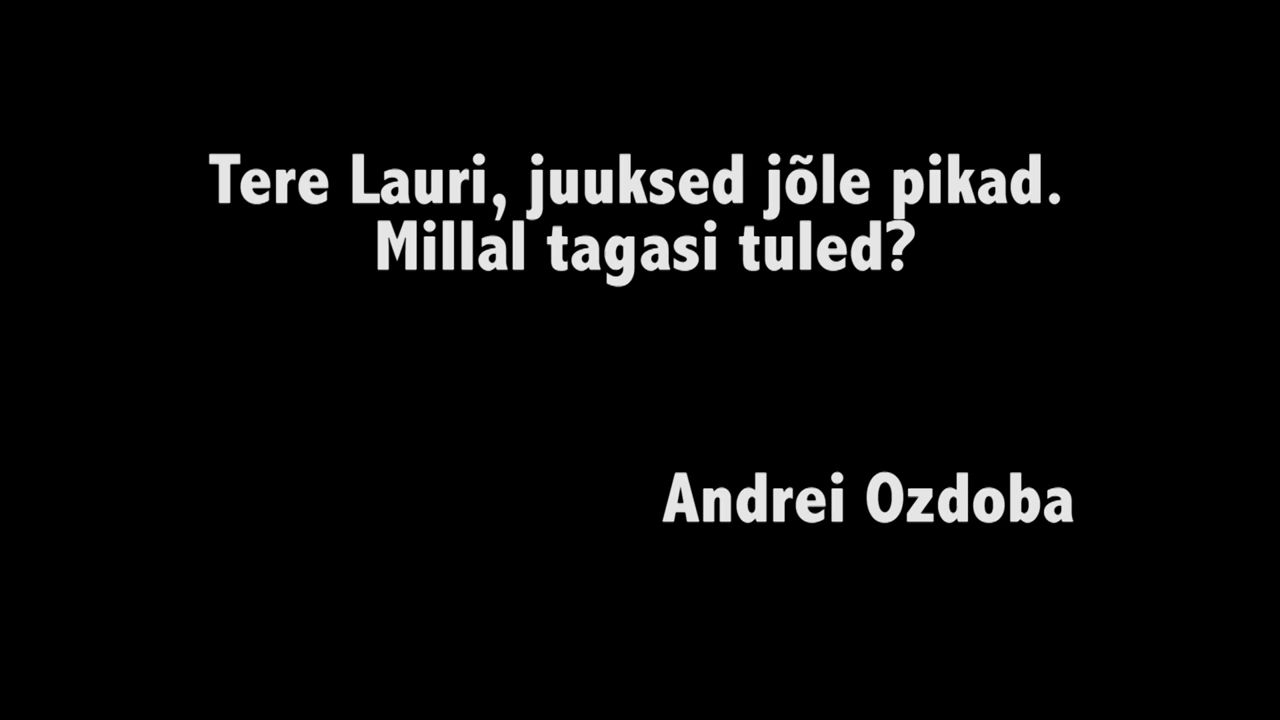 Tere Lauri, juuksed jõle pikad.
Millal tagasi tuled?
Andrei Ozdoba